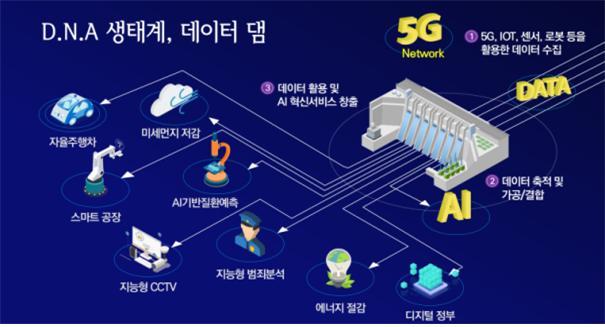 D.N.A 생태계, 데이터 댐
5G
Network
① 5G, IOT, 센서, 로봇 등을
활용한 데이터 수집
DATA
③ 데이터 활용 및
AI 혁신서비스 창출
② 데이터 축적 및
가공/결합
AI
자율주행차
미세먼지 저감
스마트 공장
AI기반질환예측
지능형 CCTV
지능형 범죄분석
에너지 절감
디지털 정부